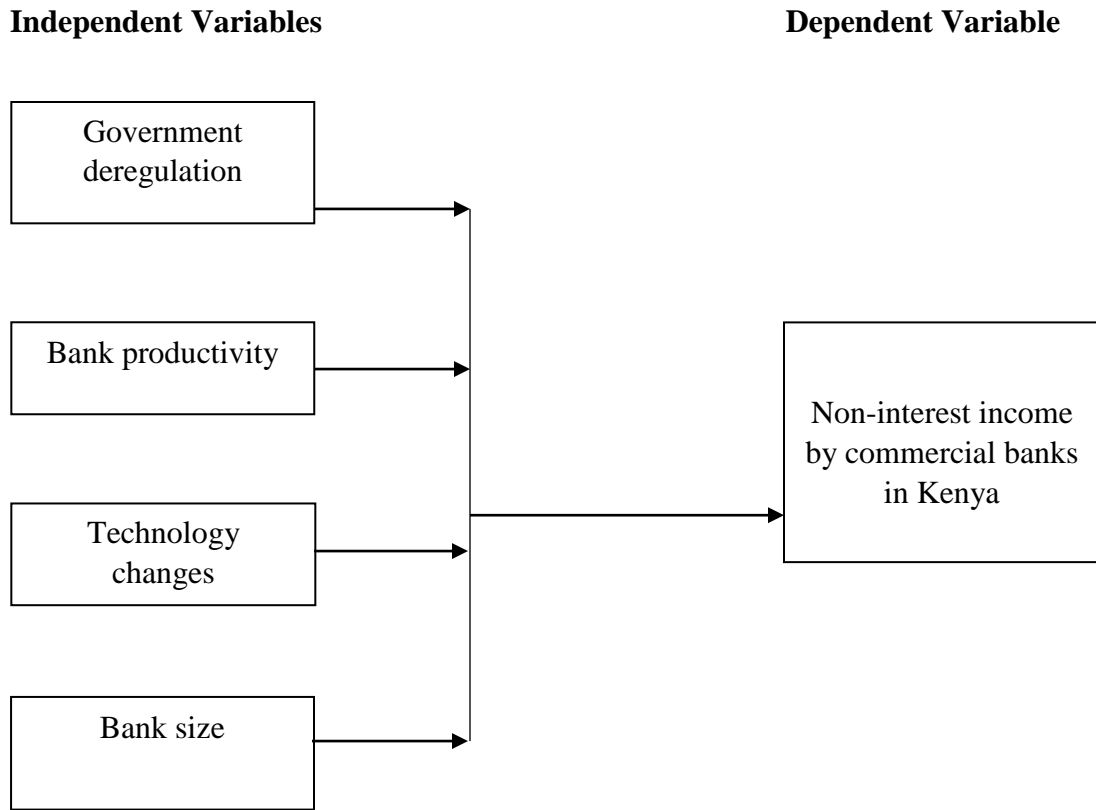 Independent Variables
Dependent Variable
Government
deregulation
Bank productivity
Technology
changes
Bank size
Non-interest income
by commercial banks
in Kenya